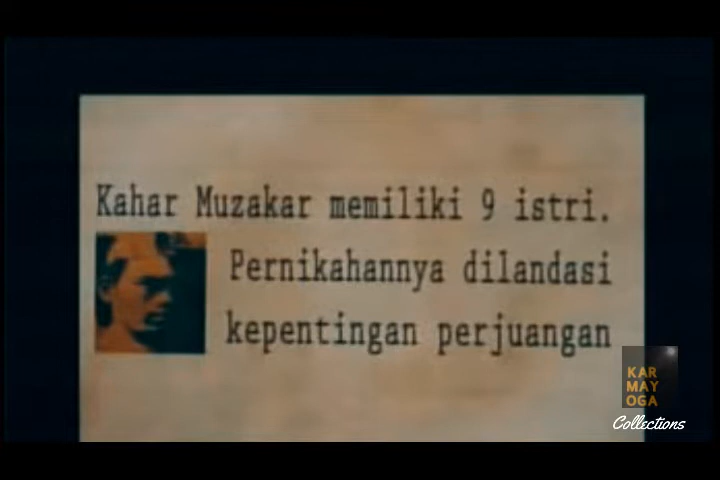 Kahar Muzakar memiliki 9 istri.
Pernikahannya dilandasi
kepentingan perjuangan
KAR
MAY
OGA
Collections